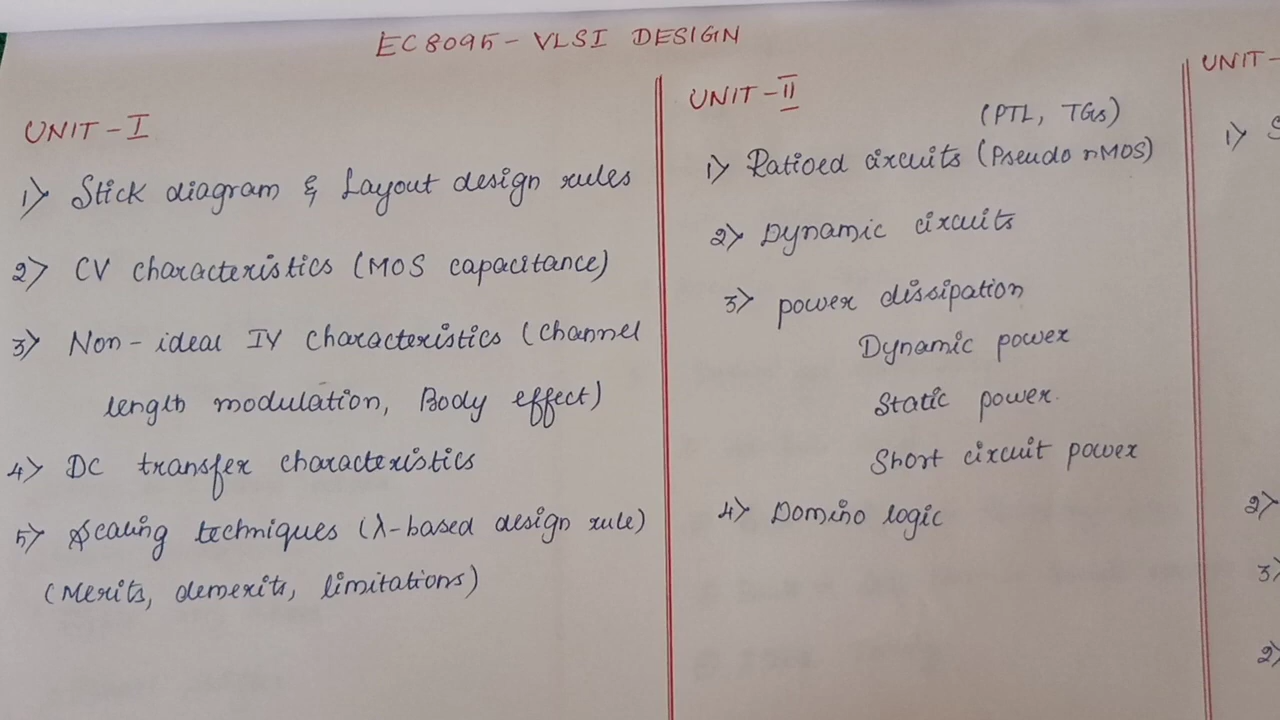 EC8095 - VLSI DESIGN
UNIT - I
1) Stick diagram & Layout design rules
2) CV characteristics (MOS capacitance)
3) Non-ideal IV characteristics (channel
length modulation, Body effect)
4) DC transfer characteristics
5) Scaling techniques (λ-based design rule)
(Merits, demerits, limitations)
UNIT - II
(PTL, TGs)
1) Ratioed circuits (Pseudo nMOS)
2) Dynamic circuits
3) power dissipation
Dynamic power
Static power.
Short circuit power
4) Domino logic
UNIT -
1) S
2)
3)
2)